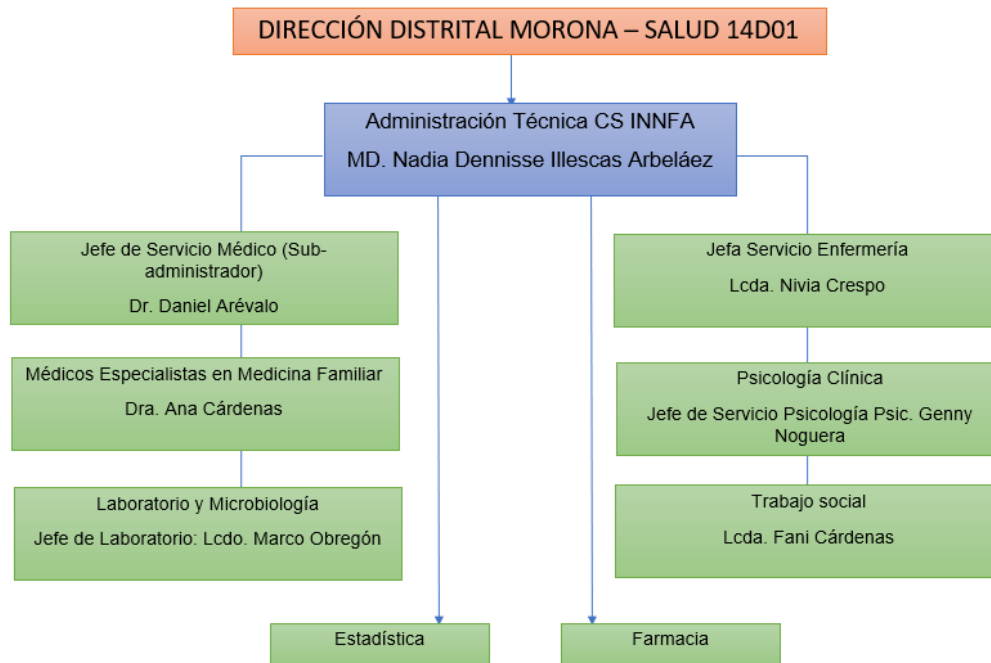 DIRECCIÓN DISTRITAL MORONA – SALUD 14D01
Administración Técnica CS INNFA
MD. Nadia Dennisse Illescas Arbeláez
Jefe de Servicio Médico (Sub-
administrador)
Dr. Daniel Arévalo
Médicos Especialistas en Medicina Familiar
Dra. Ana Cárdenas
Laboratorio y Microbiología
Jefe de Laboratorio: Lcdo. Marco Obregón
Jefa Servicio Enfermería
Lcda. Nivia Crespo
Psicología Clínica
Jefe de Servicio Psicología Psic. Genny
Noguera
Trabajo social
Lcda. Fani Cárdenas
Estadística
Farmacia